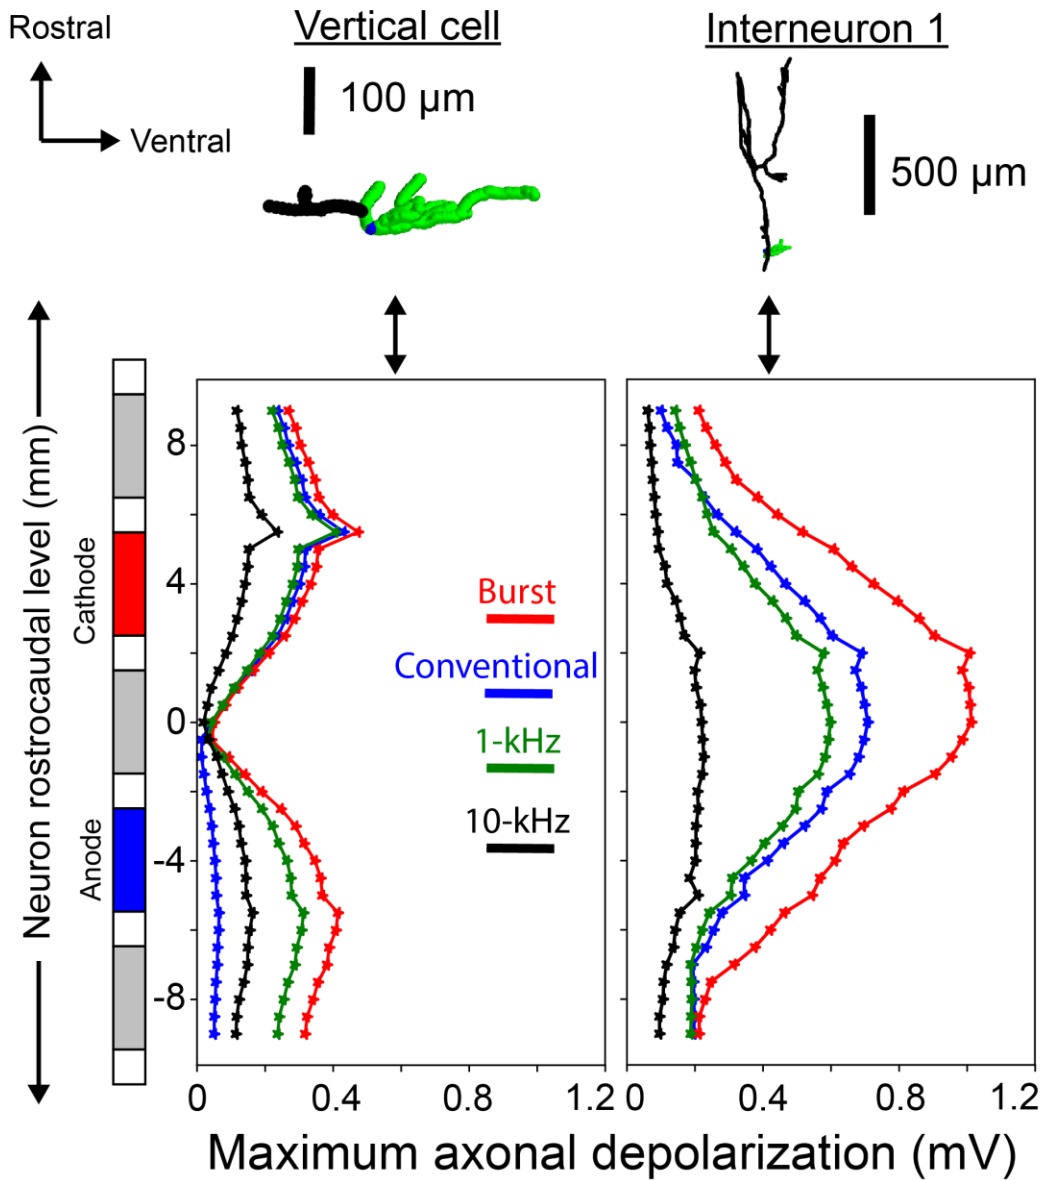 Rostral
Ventral
Vertical cell
100 µm
Interneuron 1
500 µm
Neuron rostrocaudal level (mm)
Cathode
Anode
8
4
0
-4
-8
Burst
Conventional
1-kHz
10-kHz
0 0.4 0.8 1.2
0 0.4 0.8 1.2
Maximum axonal depolarization (mV)